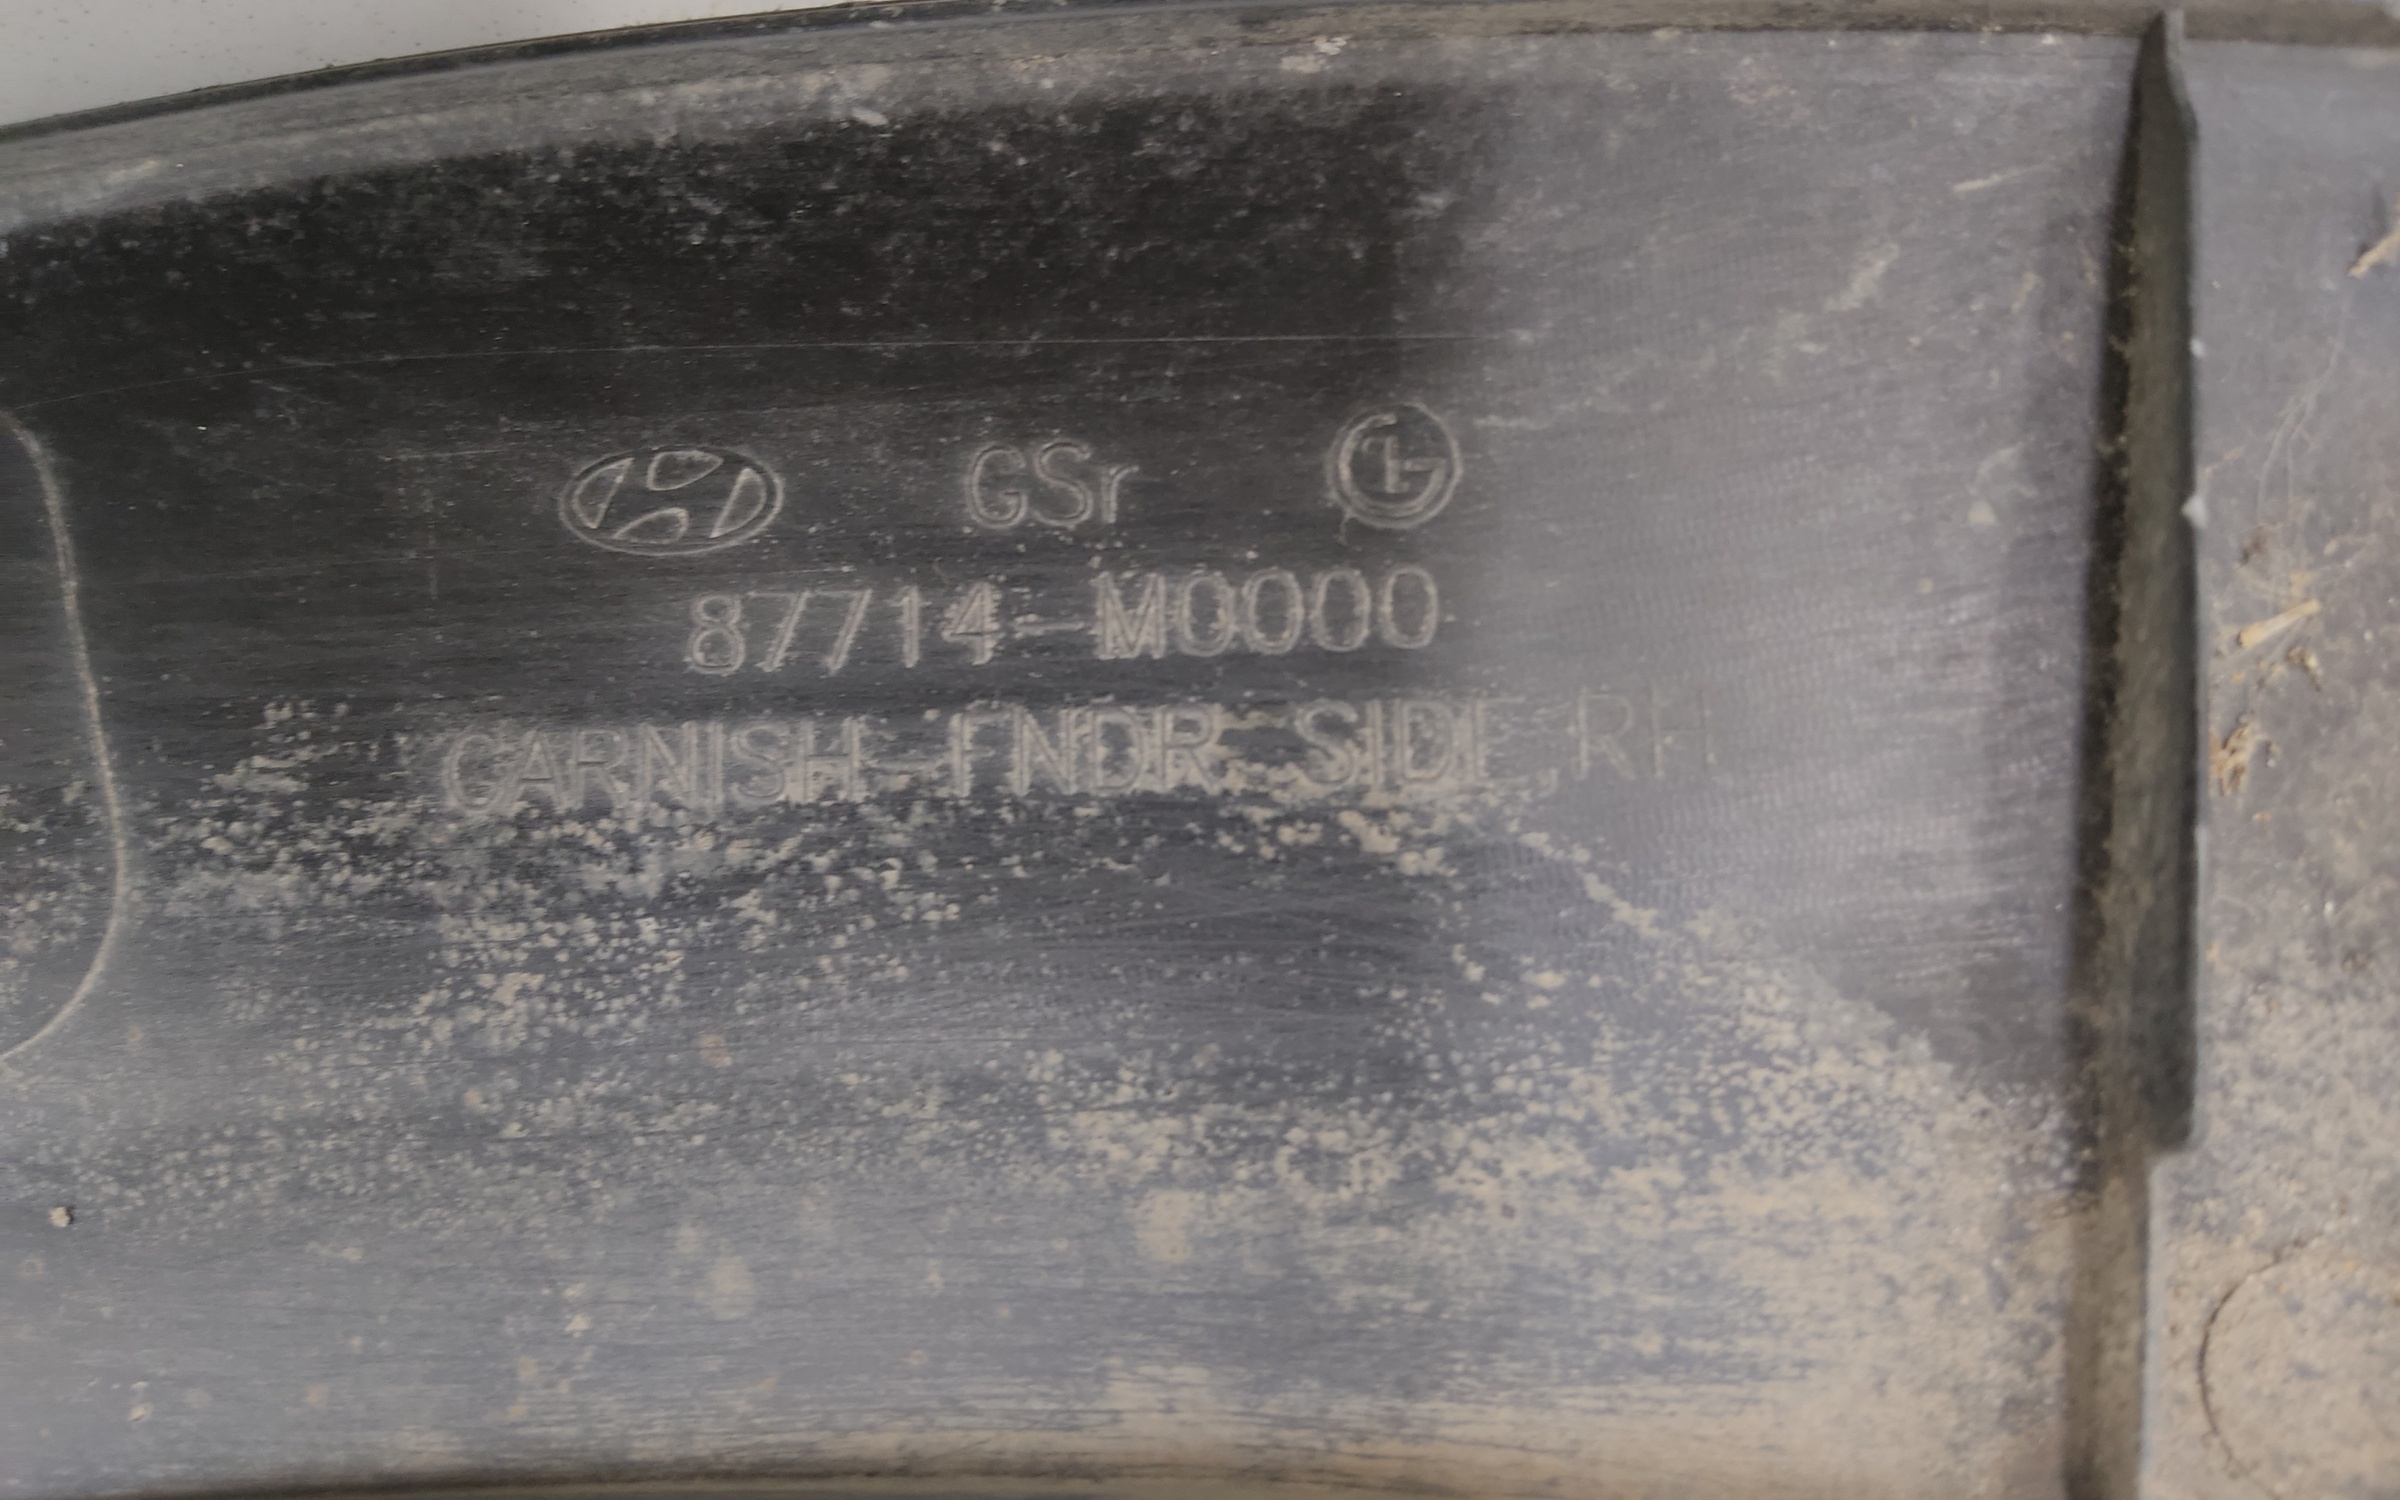 GSr
87714-M0000
GARNISH-FNDR SIDE,RH